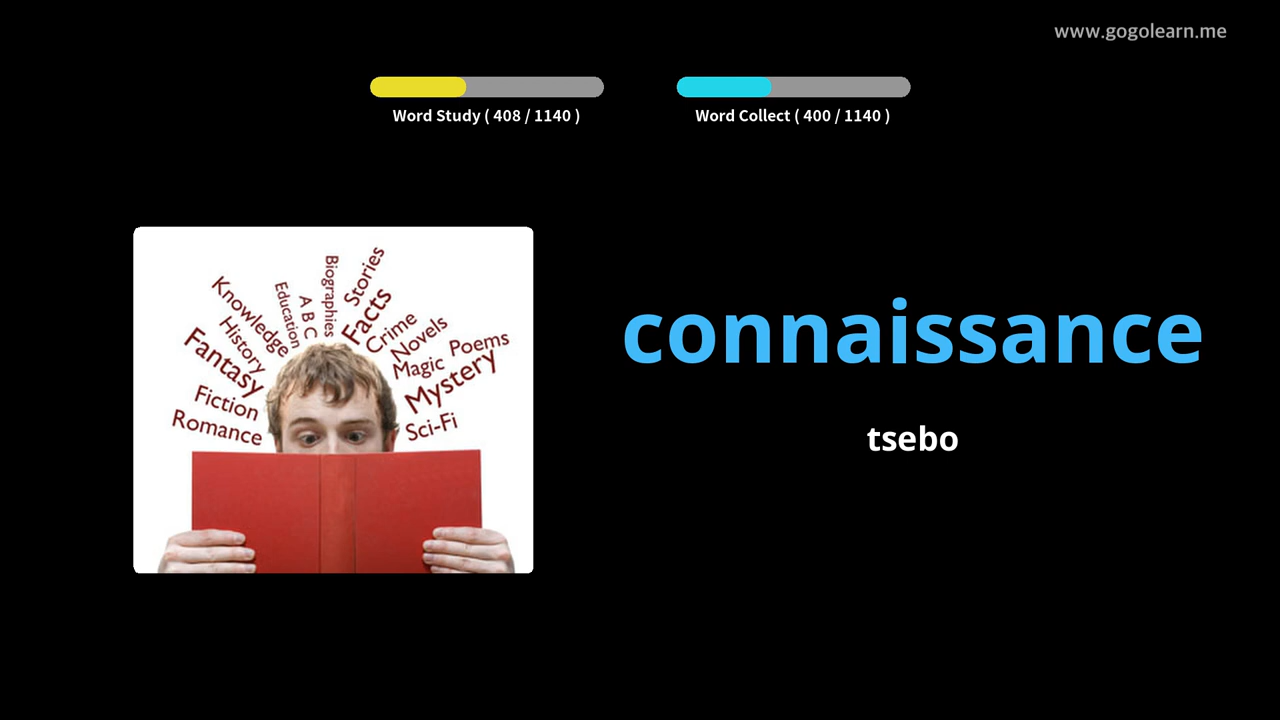 www.gogolearn.me
Word Study ( 408 / 1140 )
Word Collect ( 400 / 1140 )
Knowledge
Education
A B C
Biographies
Stories
Facts
History
Crime
Novels
Poems
Fantasy
Magic
Mystery
Fiction
Romance
Sci-Fi
connaissance
tsebo